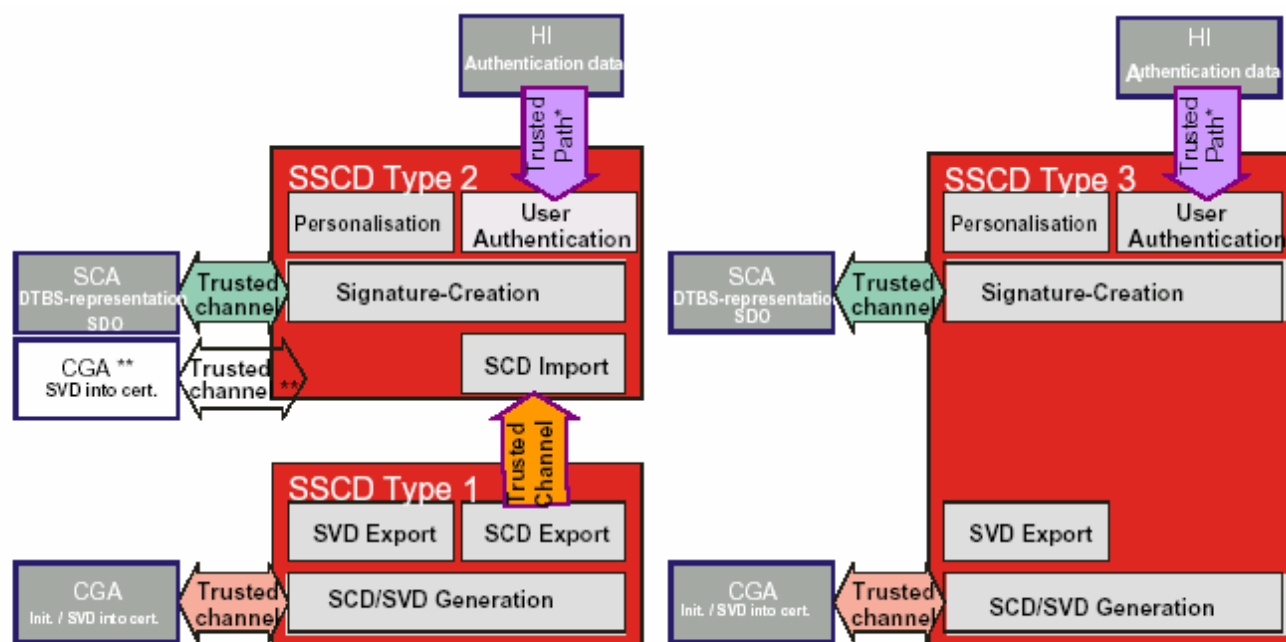 HI
Authentication data
Trusted
Path*
SSCD Type 2
Personalisation
User
Authentication
SCA
DTBS-representation
SDO
Trusted
channel
Signature-Creation
CGA **
SVD into cert.
Trusted
channel **
SCD Import
Trusted
Channel
SSCD Type 1
SVD Export
SCD Export
CGA
Init. / SVD into cert.
Trusted
channel
SCD/SVD Generation
HI
Authentication data
Trusted
Path*
SSCD Type 3
Personalisation
User
Authentication
SCA
DTBS-representation
SDO
Trusted
channel
Signature-Creation
SVD Export
CGA
Init. / SVD into cert.
Trusted
channel
SCD/SVD Generation